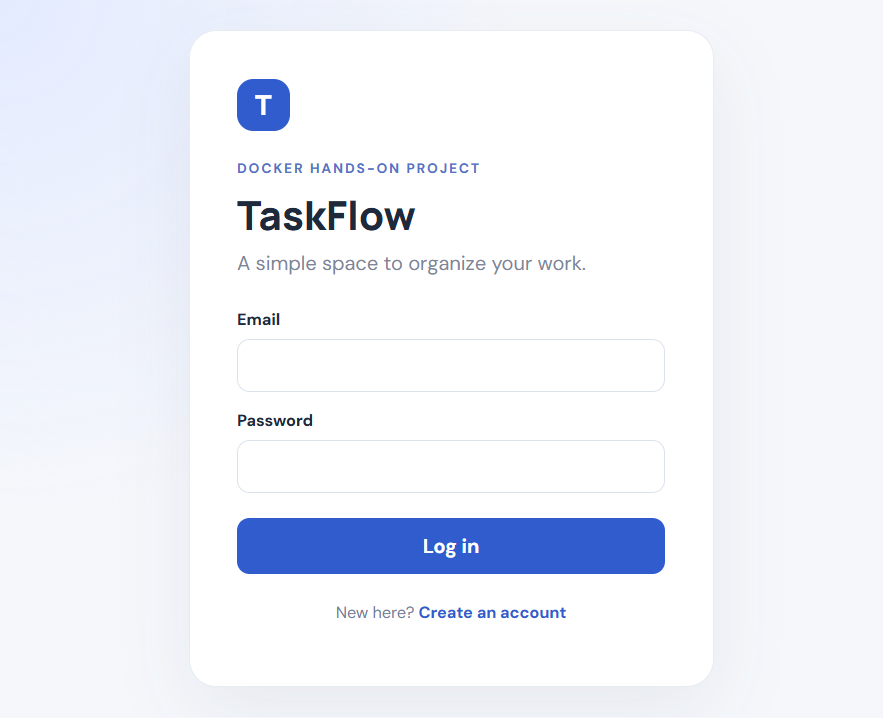 T
DOCKER HANDS-ON PROJECT
TaskFlow
A simple space to organize your work.
Email
Password
Log in
New here? Create an account